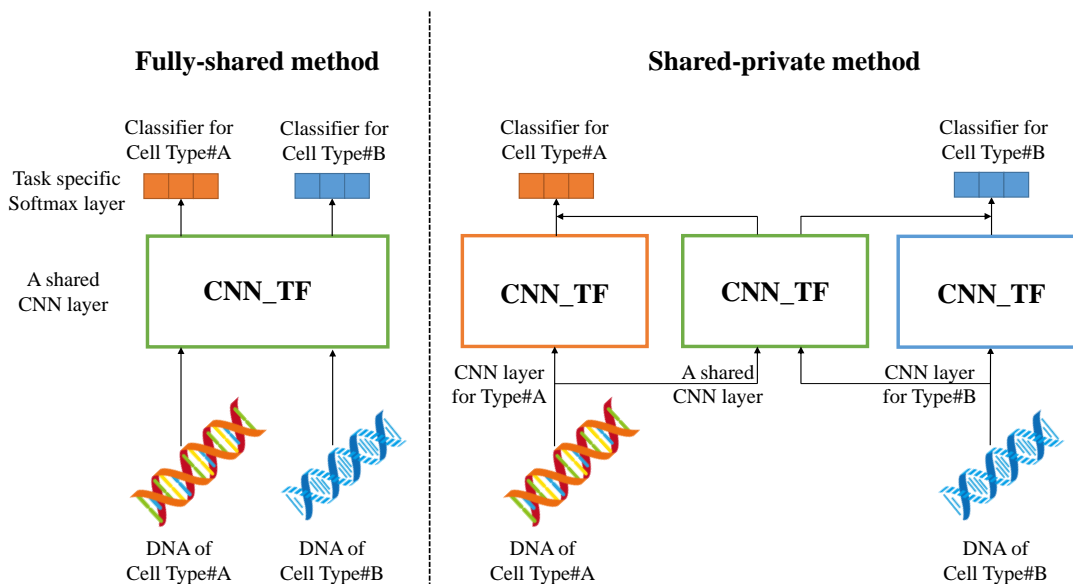 Fully-shared method
Classifier for
Cell Type#A
Classifier for
Cell Type#B
Task specific
Softmax layer
A shared
CNN layer
CNN_TF
DNA of
Cell Type#A
DNA of
Cell Type#B
Shared-private method
Classifier for
Cell Type#A
Classifier for
Cell Type#B
CNN_TF
CNN_TF
CNN_TF
CNN layer
for Type#A
A shared
CNN layer
CNN layer
for Type#B
DNA of
Cell Type#A
DNA of
Cell Type#B